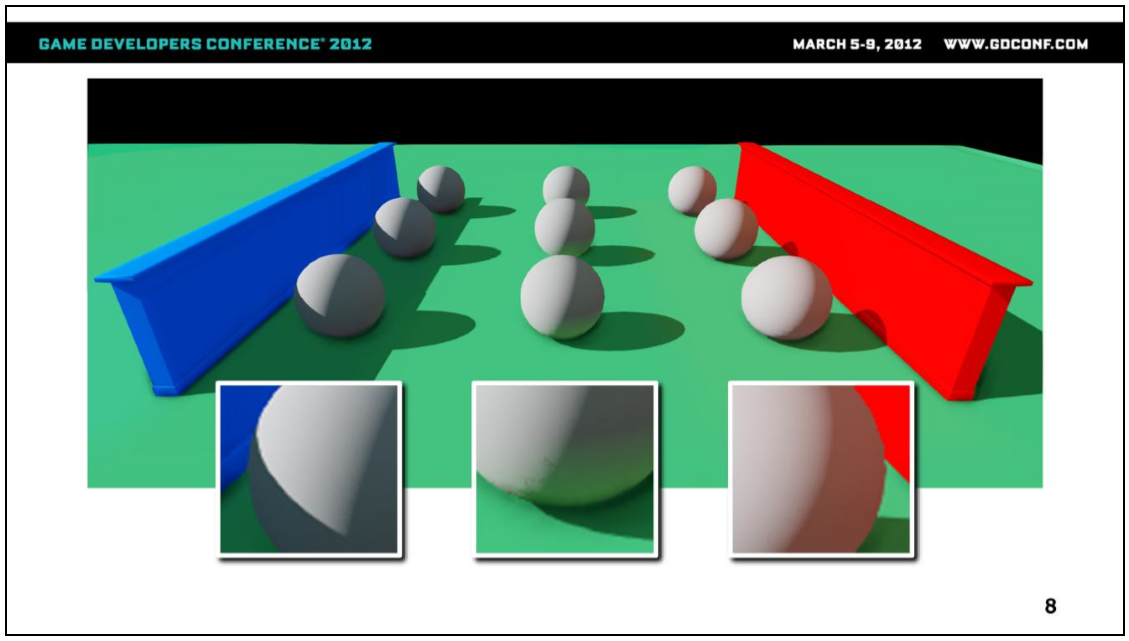 GAME DEVELOPERS CONFERENCE® 2012
MARCH 5-9, 2012 WWW.GDCONF.COM
8